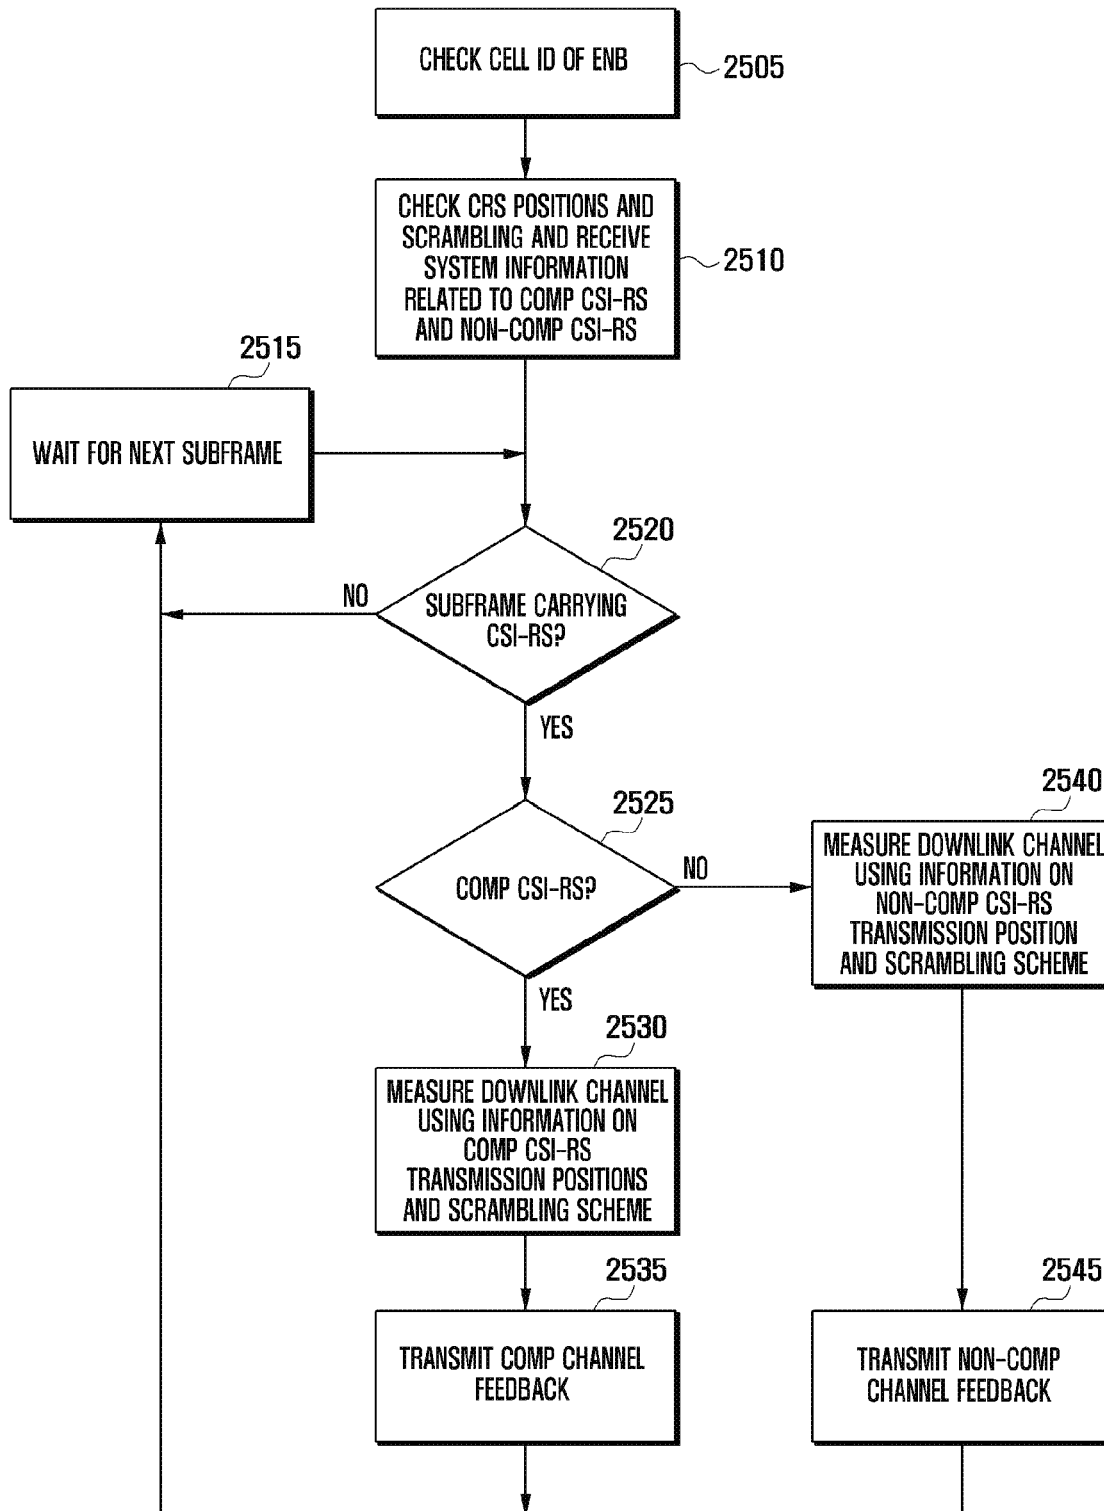 CHECK CELL ID OF ENB
2505
CHECK CRS POSITIONS AND
SCRAMBLING AND RECEIVE
SYSTEM INFORMATION
RELATED TO COMP CSI-RS
AND NON-COMP CSI-RS
2510
2515
WAIT FOR NEXT SUBFRAME
2520
NO
SUBFRAME CARRYING
CSI-RS?
YES
2525
COMP CSI-RS?
NO
2540
MEASURE DOWNLINK CHANNEL
USING INFORMATION ON
NON-COMP CSI-RS
TRANSMISSION POSITION
AND SCRAMBLING SCHEME
YES
2530
MEASURE DOWNLINK CHANNEL
USING INFORMATION ON
COMP CSI-RS
TRANSMISSION POSITIONS
AND SCRAMBLING SCHEME
2535
TRANSMIT COMP CHANNEL
FEEDBACK
2545
TRANSMIT NON-COMP
CHANNEL FEEDBACK